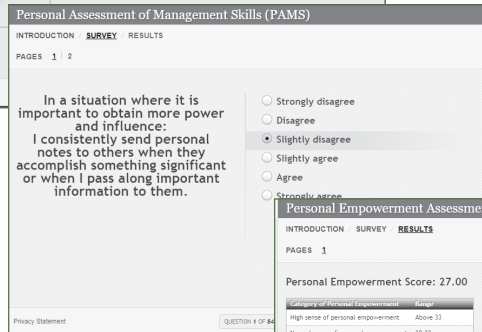 Personal Assessment of Management Skills (PAMS)
INTRODUCTION / SURVEY / RESULTS
PAGES 1 | 2
In a situation where it is
important to obtain more power
and influence:
I consistently send personal
notes to others when they
accomplish something significant
or when I pass along important
information to them.
Strongly disagree
Disagree
Slightly disagree
Slightly agree
Agree
Strongly agree
Privacy Statement
QUESTION 1 OF 84
Personal Empowerment Assessme
INTRODUCTION / SURVEY / RESULTS
PAGES 1
Personal Empowerment Score: 27.00
Category of Personal Empowerment Range
High sense of personal empowerment Above 33